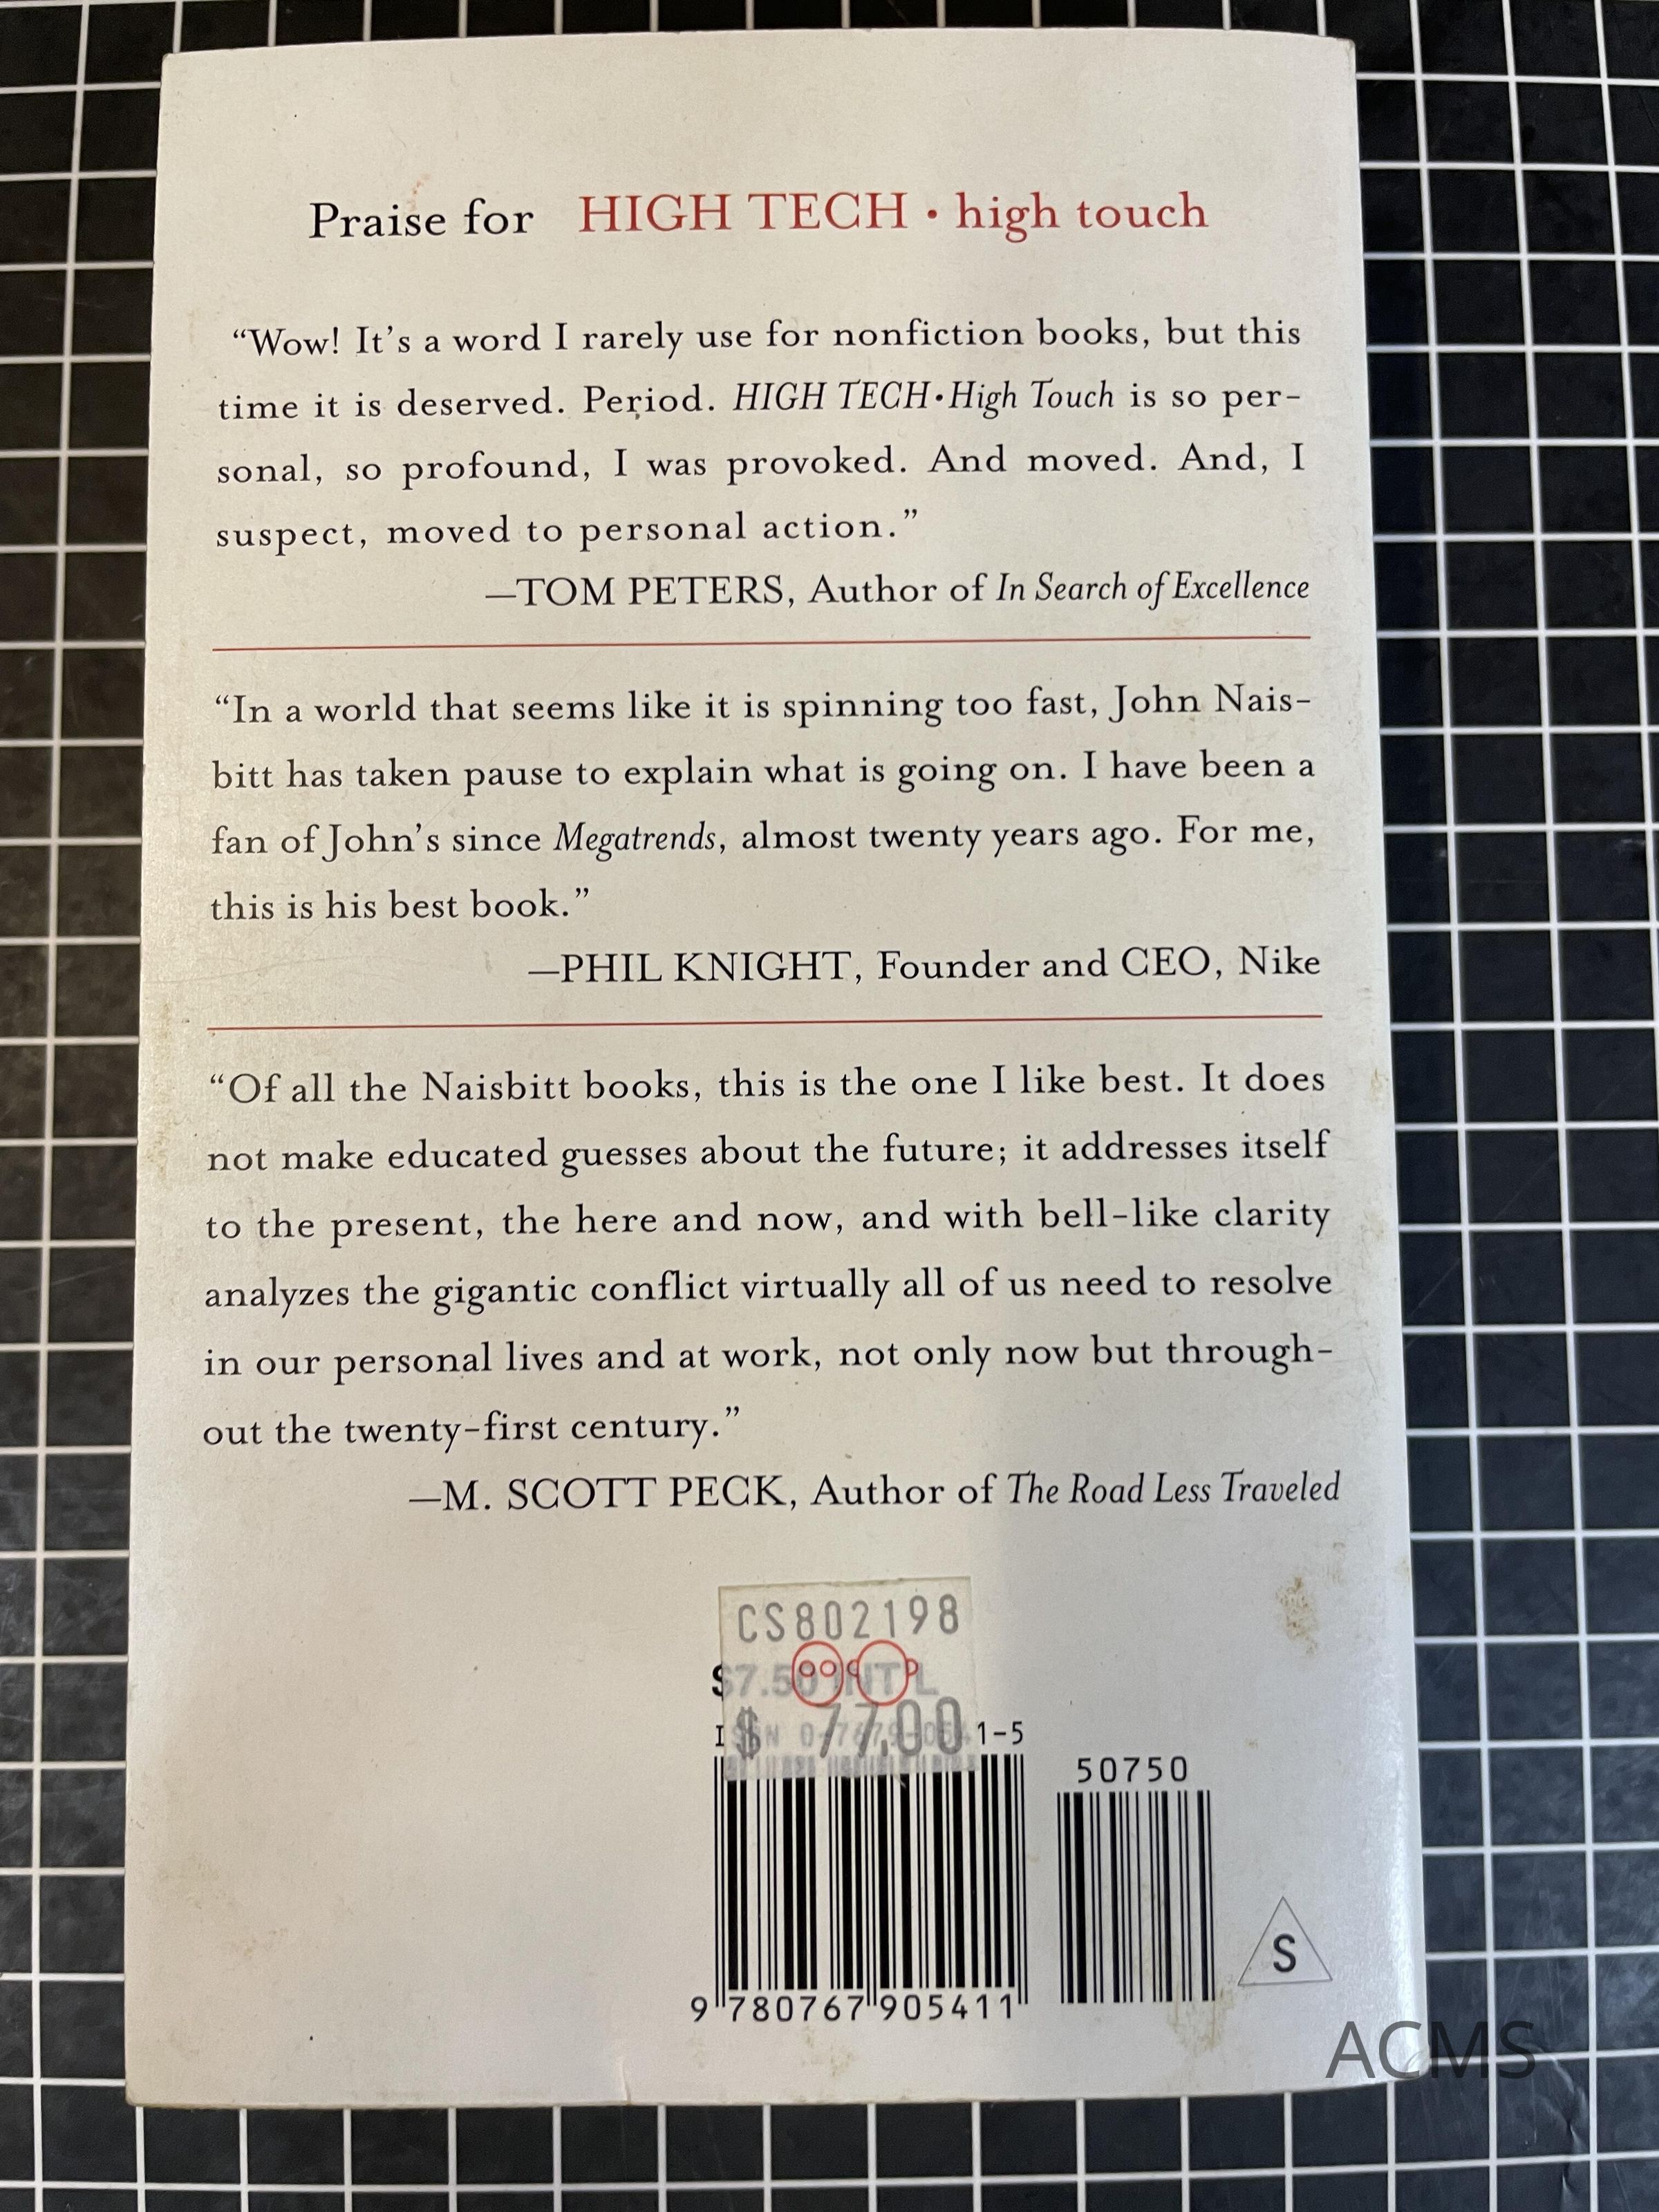 Praise for HIGH TECH • high touch
“Wow! It’s a word I rarely use for nonfiction books, but this
time it is deserved. Period. HIGH TECH•High Touch is so per-
sonal, so profound, I was provoked. And moved. And, I
suspect, moved to personal action.”
—TOM PETERS, Author of In Search of Excellence
“In a world that seems like it is spinning too fast, John Nais-
bitt has taken pause to explain what is going on. I have been a
fan of John’s since Megatrends, almost twenty years ago. For me,
this is his best book.”
—PHIL KNIGHT, Founder and CEO, Nike
“Of all the Naisbitt books, this is the one I like best. It does
not make educated guesses about the future; it addresses itself
to the present, the here and now, and with bell-like clarity
analyzes the gigantic conflict virtually all of us need to resolve
in our personal lives and at work, not only now but through-
out the twenty-first century.”
—M. SCOTT PECK, Author of The Road Less Traveled
CS802198
$7.50 INT'L
$ 77.00
1-5
50750
9 780767 905411
S
ACMS